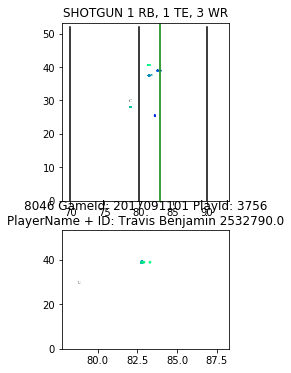 SHOTGUN 1 RB, 1 TE, 3 WR
50
40
30
20
10
0
70 80 85 90
8046 GameId: 2017091101 PlayId: 3756
PlayerName + ID: Travis Benjamin 2532790.0
40
20
0
80.0 82.5 85.0 87.5